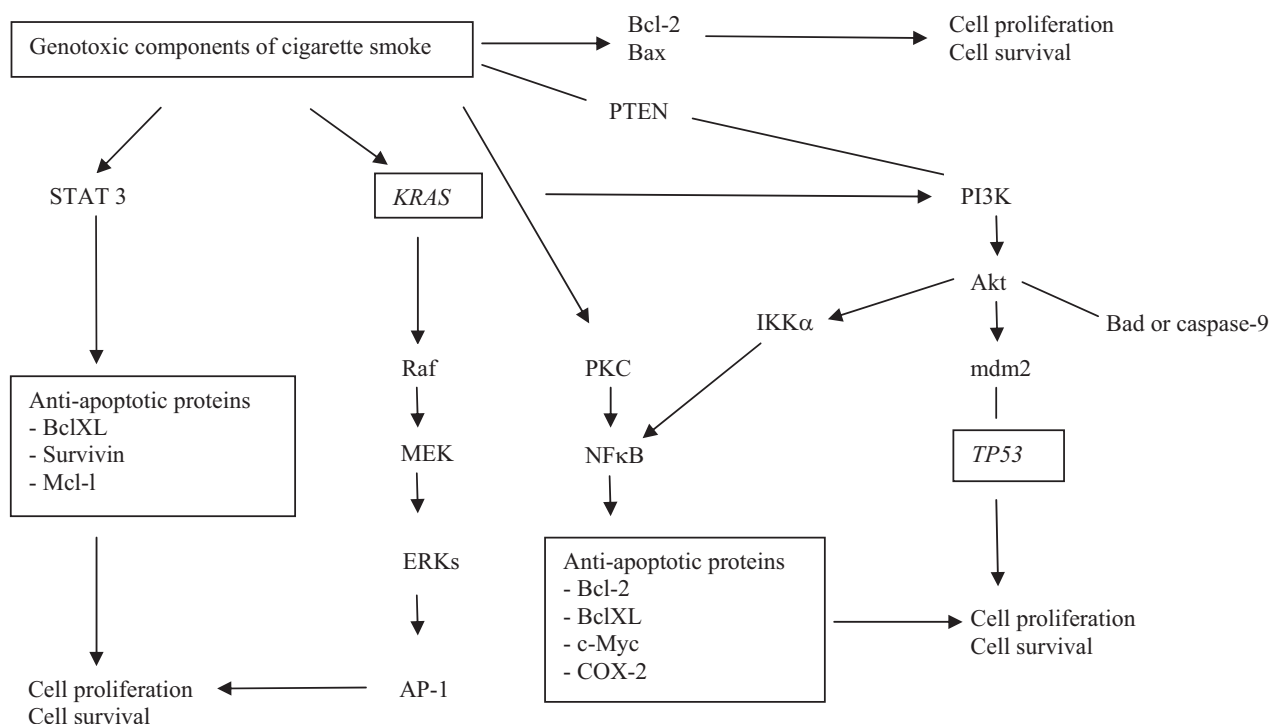 Genotoxic components of cigarette smoke
Bcl-2
Bax
Cell proliferation
Cell survival
PTEN
STAT 3
KRAS
PI3K
Akt
IKKα
Bad or caspase-9
Raf
PKC
mdm2
Anti-apoptotic proteins
- BclXL
- Survivin
- Mcl-l
MEK
NFκB
TP53
ERKs
Anti-apoptotic proteins
- Bcl-2
- BclXL
- c-Myc
- COX-2
Cell proliferation
Cell survival
Cell proliferation
Cell survival
AP-1